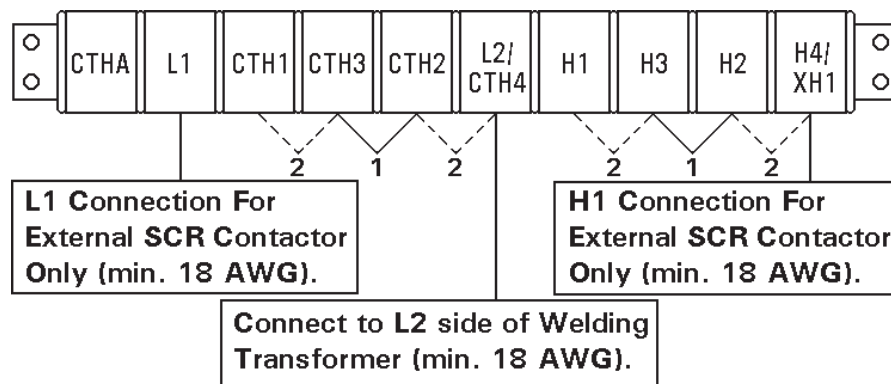 CTHA L1 CTH1 CTH3 CTH2 L2/ CTH4 H1 H3 H2 H4/ XH1
2 1 2 2 1 2
L1 Connection For
External SCR Contactor
Only (min. 18 AWG).
H1 Connection For
External SCR Contactor
Only (min. 18 AWG).
Connect to L2 side of Welding
Transformer (min. 18 AWG).